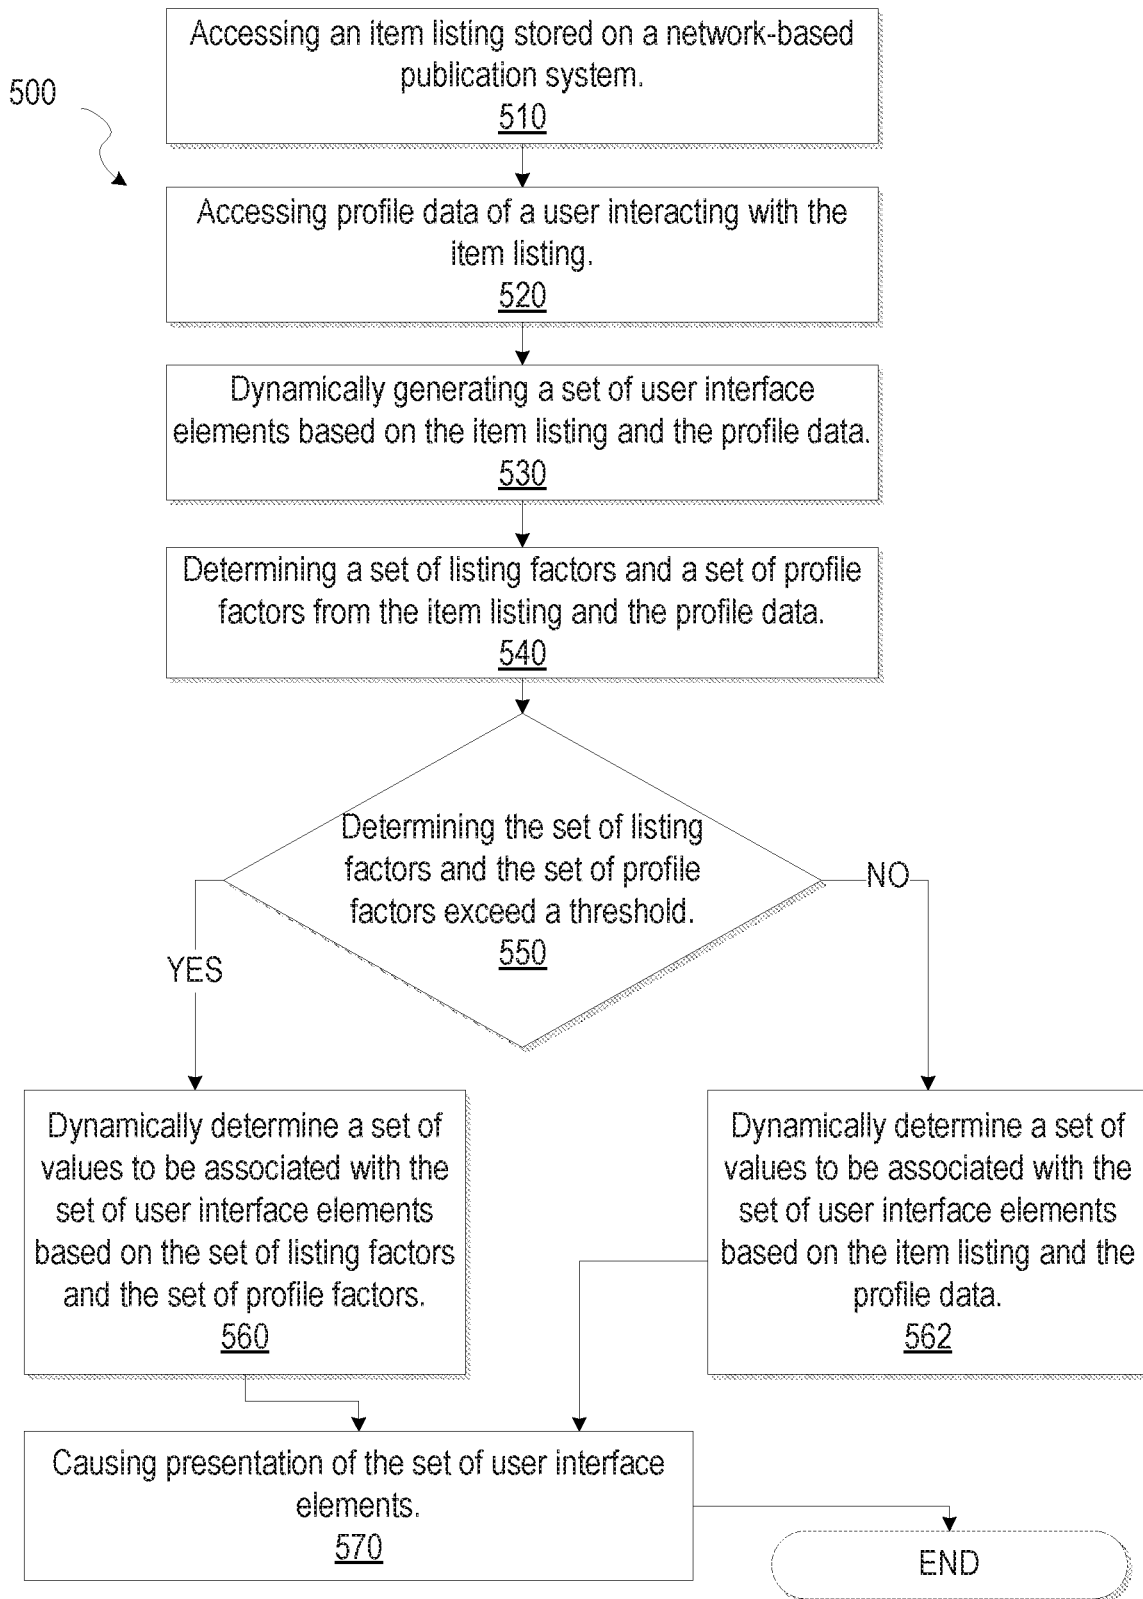 500
Accessing an item listing stored on a network-based
publication system.
510
Accessing profile data of a user interacting with the
item listing.
520
Dynamically generating a set of user interface
elements based on the item listing and the profile data.
530
Determining a set of listing factors and a set of profile
factors from the item listing and the profile data.
540
Determining the set of listing
factors and the set of profile
factors exceed a threshold.
550
YES
NO
Dynamically determine a set of
values to be associated with the
set of user interface elements
based on the set of listing factors
and the set of profile factors.
560
Dynamically determine a set of
values to be associated with the
set of user interface elements
based on the item listing and the
profile data.
562
Causing presentation of the set of user interface
elements.
570
END